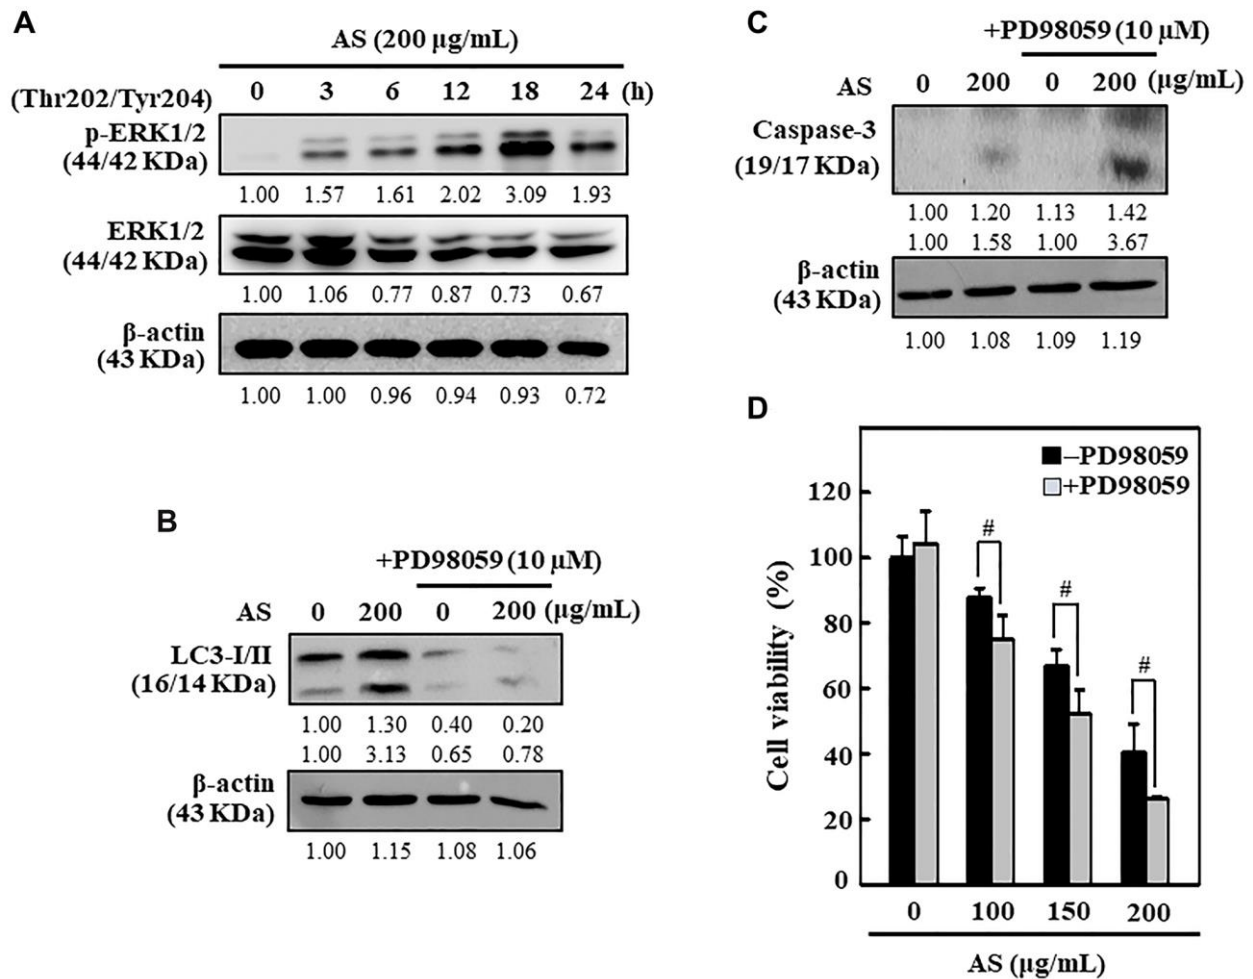 A
AS (200 µg/mL)
(Thr202/Tyr204) 0 3 6 12 18 24 (h)
p-ERK1/2
(44/42 KDa)
1.00 1.57 1.61 2.02 3.09 1.93
ERK1/2
(44/42 KDa)
1.00 1.06 0.77 0.87 0.73 0.67
β-actin
(43 KDa)
1.00 1.00 0.96 0.94 0.93 0.72
B
+PD98059 (10 µM)
AS 0 200 0 200 (µg/mL)
LC3-I/II
(16/14 KDa)
1.00 1.30 0.40 0.20
1.00 3.13 0.65 0.78
β-actin
(43 KDa)
1.00 1.15 1.08 1.06
C
+PD98059 (10 µM)
AS 0 200 0 200 (µg/mL)
Caspase-3
(19/17 KDa)
1.00 1.20 1.13 1.42
1.00 1.58 1.00 3.67
β-actin
(43 KDa)
1.00 1.08 1.09 1.19
D
–PD98059
+PD98059
Cell viability (%)
120
100
80
60
40
20
0
# # #
0 100 150 200
AS (µg/mL)